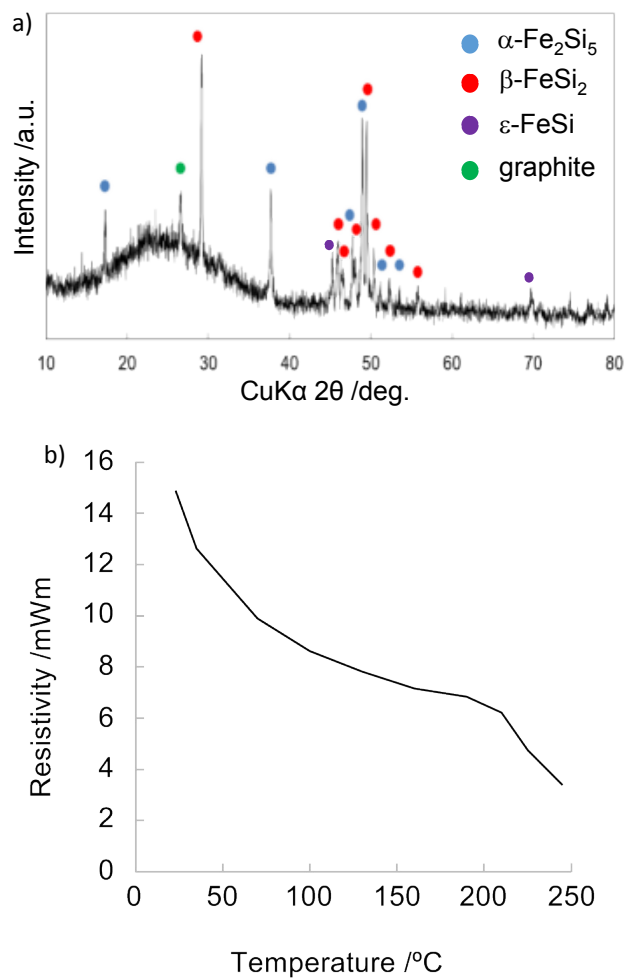 a)
α-Fe₂Si₅
β-FeSi₂
ε-FeSi
graphite
Intensity /a.u.
10 20 30 40 50 60 70 80
CuKα 2θ /deg.
b)
16
14
12
10
8
6
4
2
0
Resistivity /mWm
0 50 100 150 200 250
Temperature /ºC